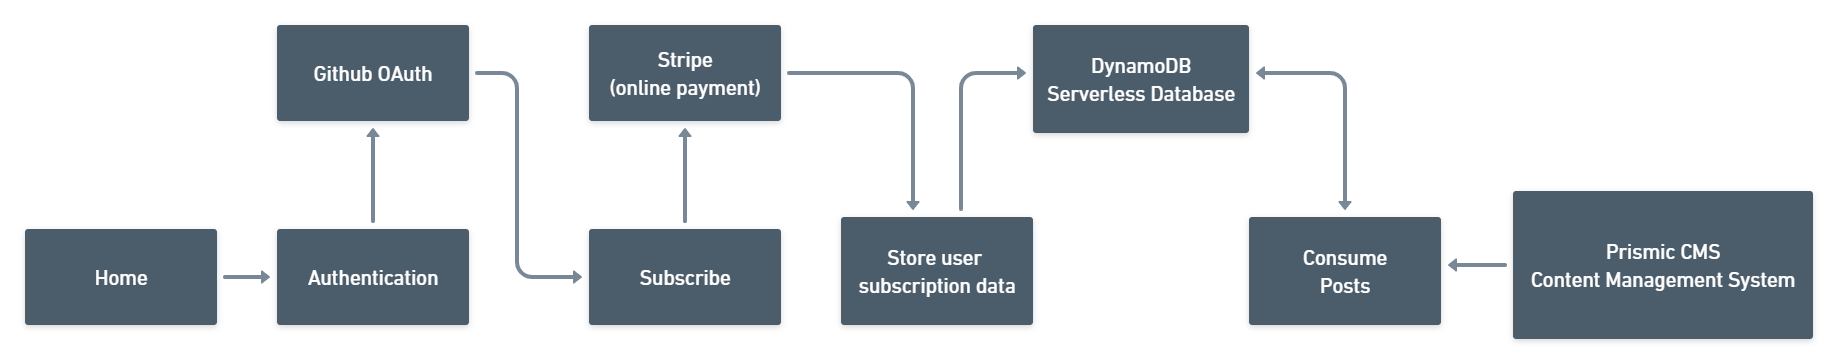 Github OAuth
Stripe
(online payment)
DynamoDB
Serverless Database
Home
Authentication
Subscribe
Store user
subscription data
Consume
Posts
Prismic CMS
Content Management System